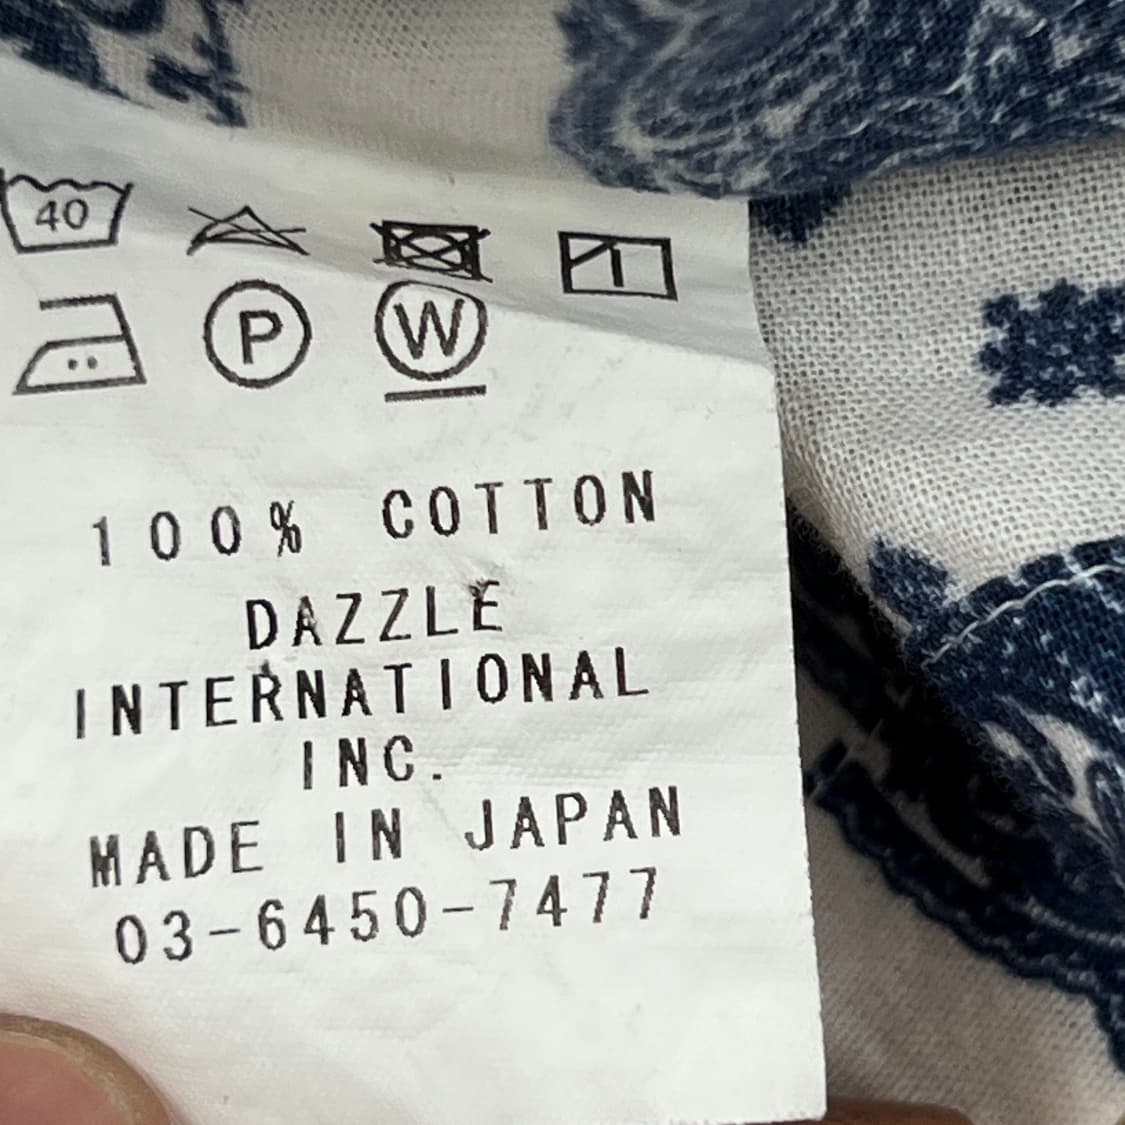 40
P W
100% COTTON
DAZZLE
INTERNATIONAL
INC.
MADE IN JAPAN
03-6450-7477